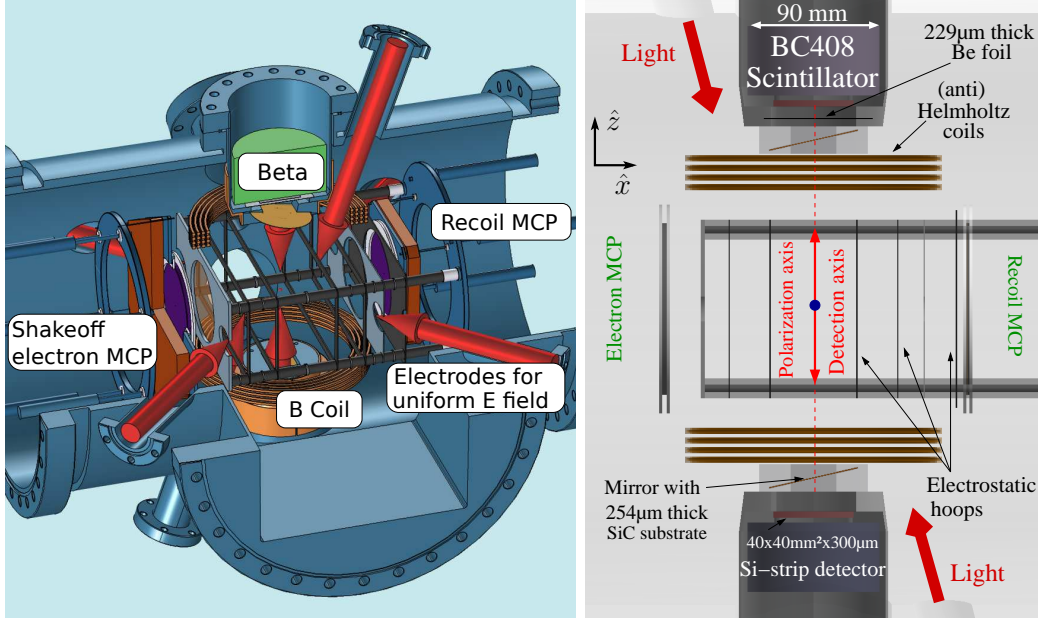 Beta
Recoil MCP
Shakeoff
electron MCP
B Coil
Electrodes for
uniform E field
90 mm
BC408
Scintillator
Light
229μm thick
Be foil
(anti)
Helmholtz
coils
ẑ
x̂
Electron MCP
Polarization axis
Detection axis
Recoil MCP
Mirror with
254μm thick
SiC substrate
Electrostatic
hoops
40x40mm²x300μm
Si−strip detector
Light